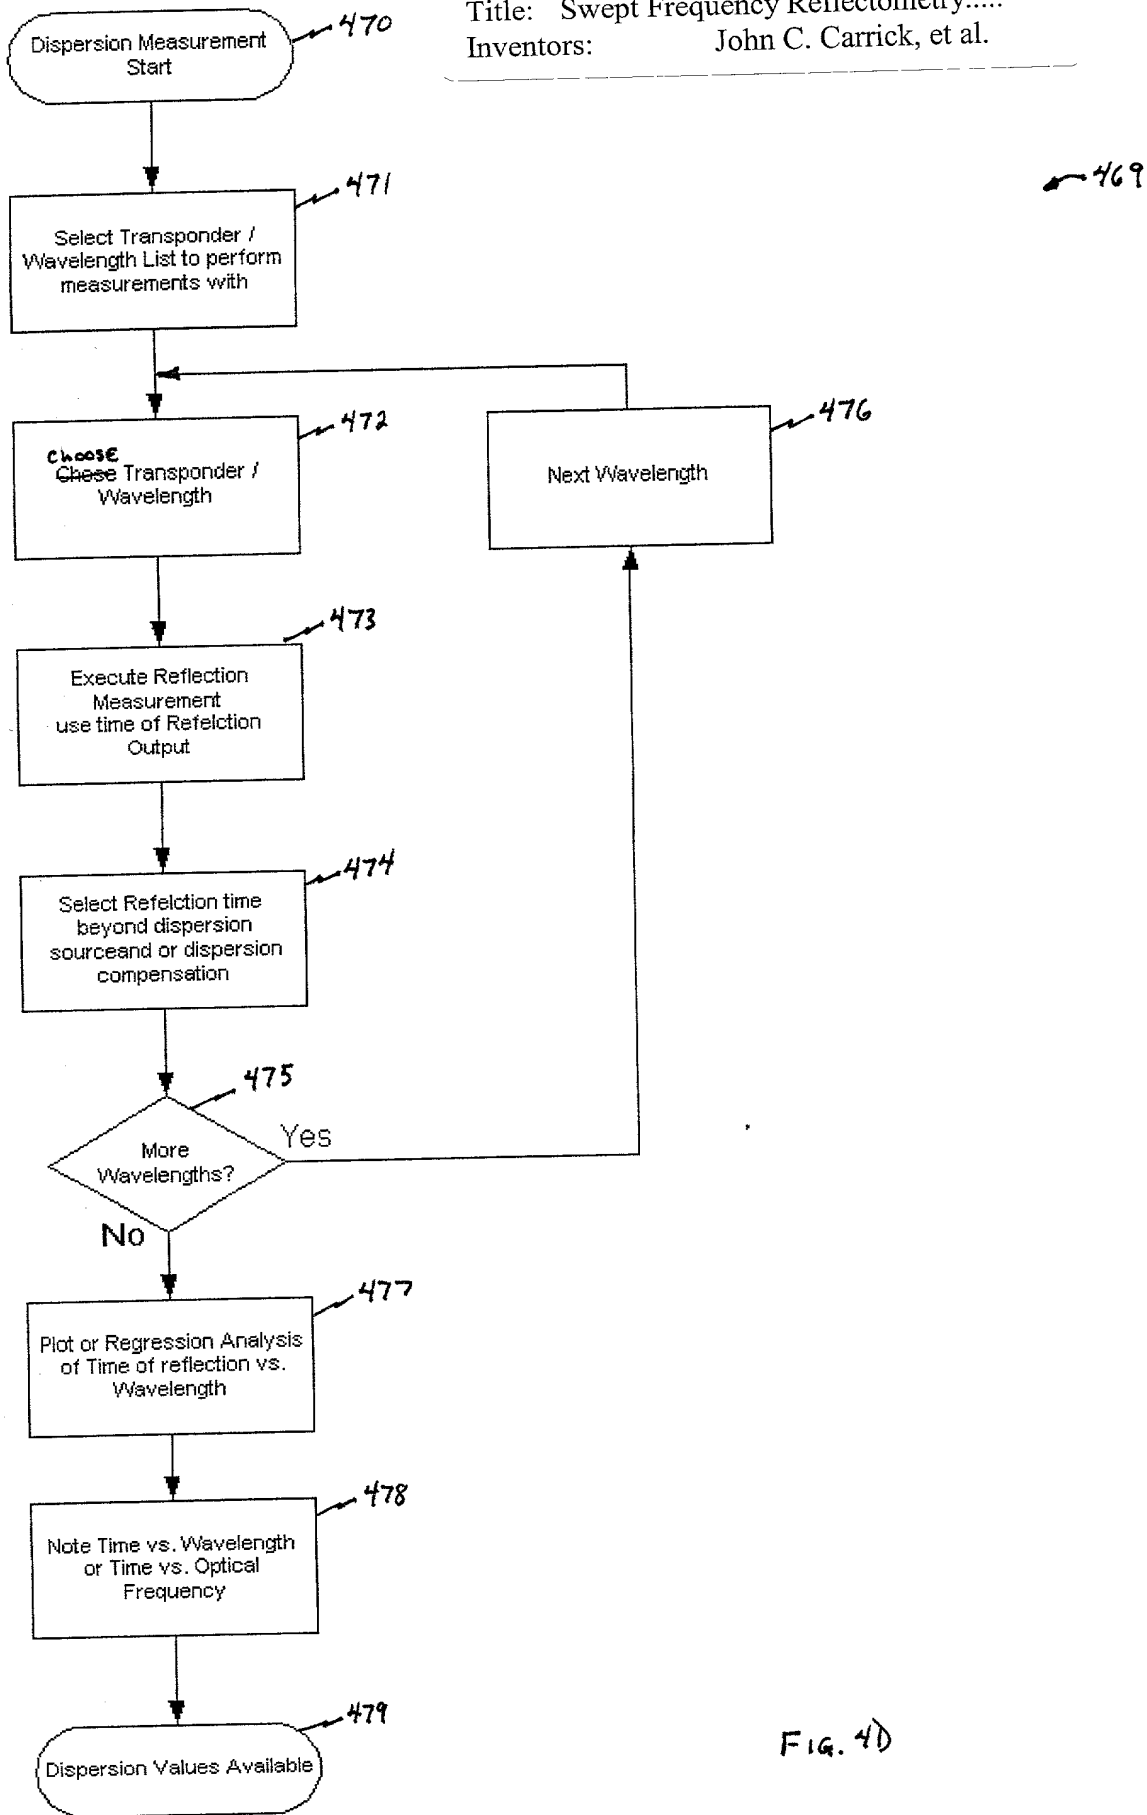 Title: Swept Frequency Reflectometry.....
Inventors: John C. Carrick, et al.
470
Dispersion Measurement
Start
469
471
Select Transponder /
Wavelength List to perform
measurements with
472
choose
Chose Transponder /
Wavelength
476
Next Wavelength
473
Execute Reflection
Measurement
use time of Refelction
Output
474
Select Refelction time
beyond dispersion
sourceand or dispersion
compensation
475
More
Wavelengths?
Yes
No
477
Plot or Regression Analysis
of Time of reflection vs.
Wavelength
478
Note Time vs. Wavelength
or Time vs. Optical
Frequency
479
Dispersion Values Available
FIG. 4D